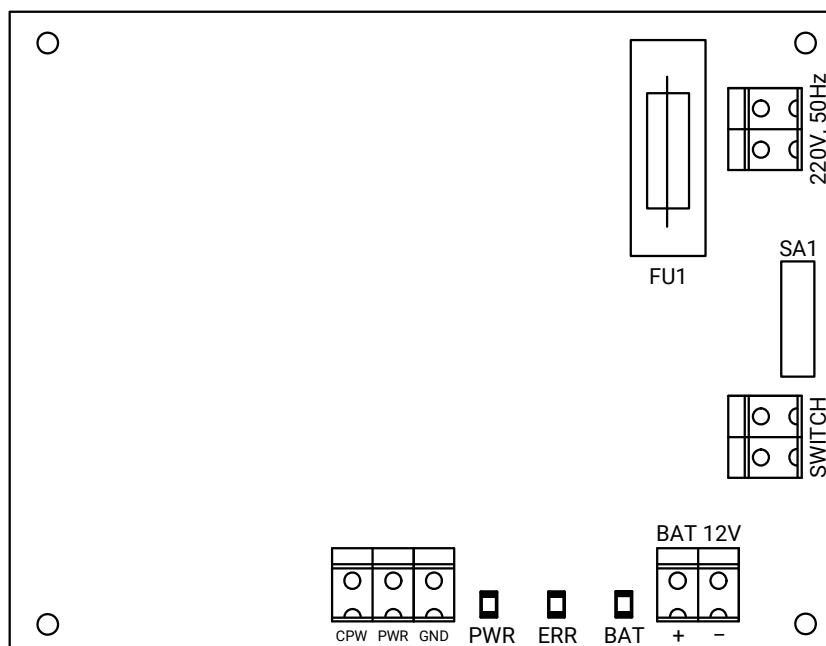 220V, 50Hz
FU1
SA1
SWITCH
BAT 12V
CPW PWR GND PWR ERR BAT + −